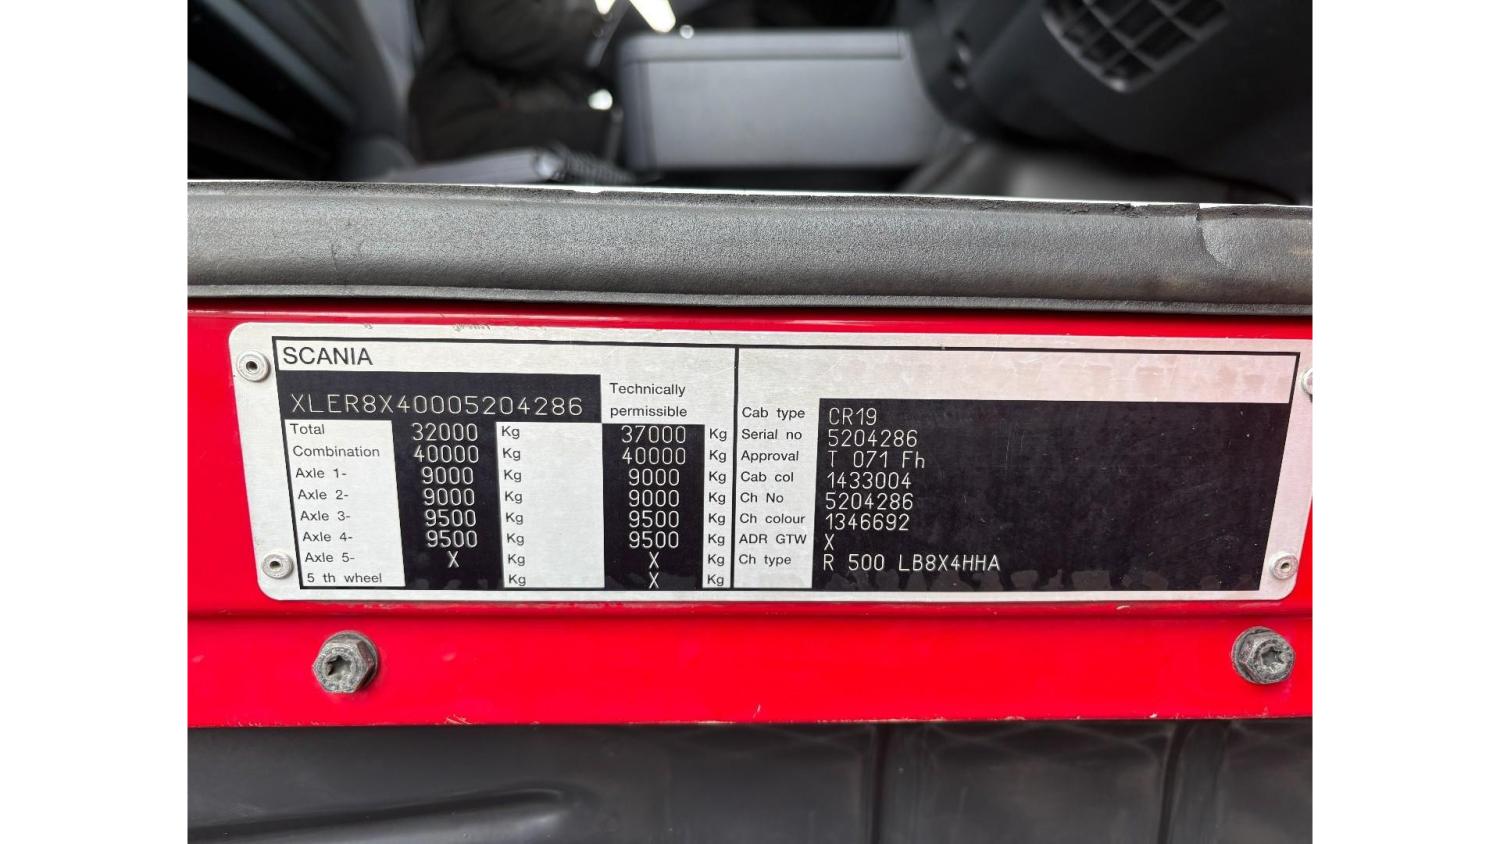 SCANIA
XLER8X40005204286
Technically
permissible
Total 32000 Kg 37000 Kg
Combination 40000 Kg 40000 Kg
Axle 1- 9000 Kg 9000 Kg
Axle 2- 9000 Kg 9000 Kg
Axle 3- 9500 Kg 9500 Kg
Axle 4- 9500 Kg 9500 Kg
Axle 5- X Kg X Kg
5 th wheel Kg X Kg
Cab type CR19
Serial no 5204286
Approval T 071 Fh
Cab col 1433004
Ch No 5204286
Ch colour 1346692
ADR GTW X
Ch type R 500 LB8X4HHA